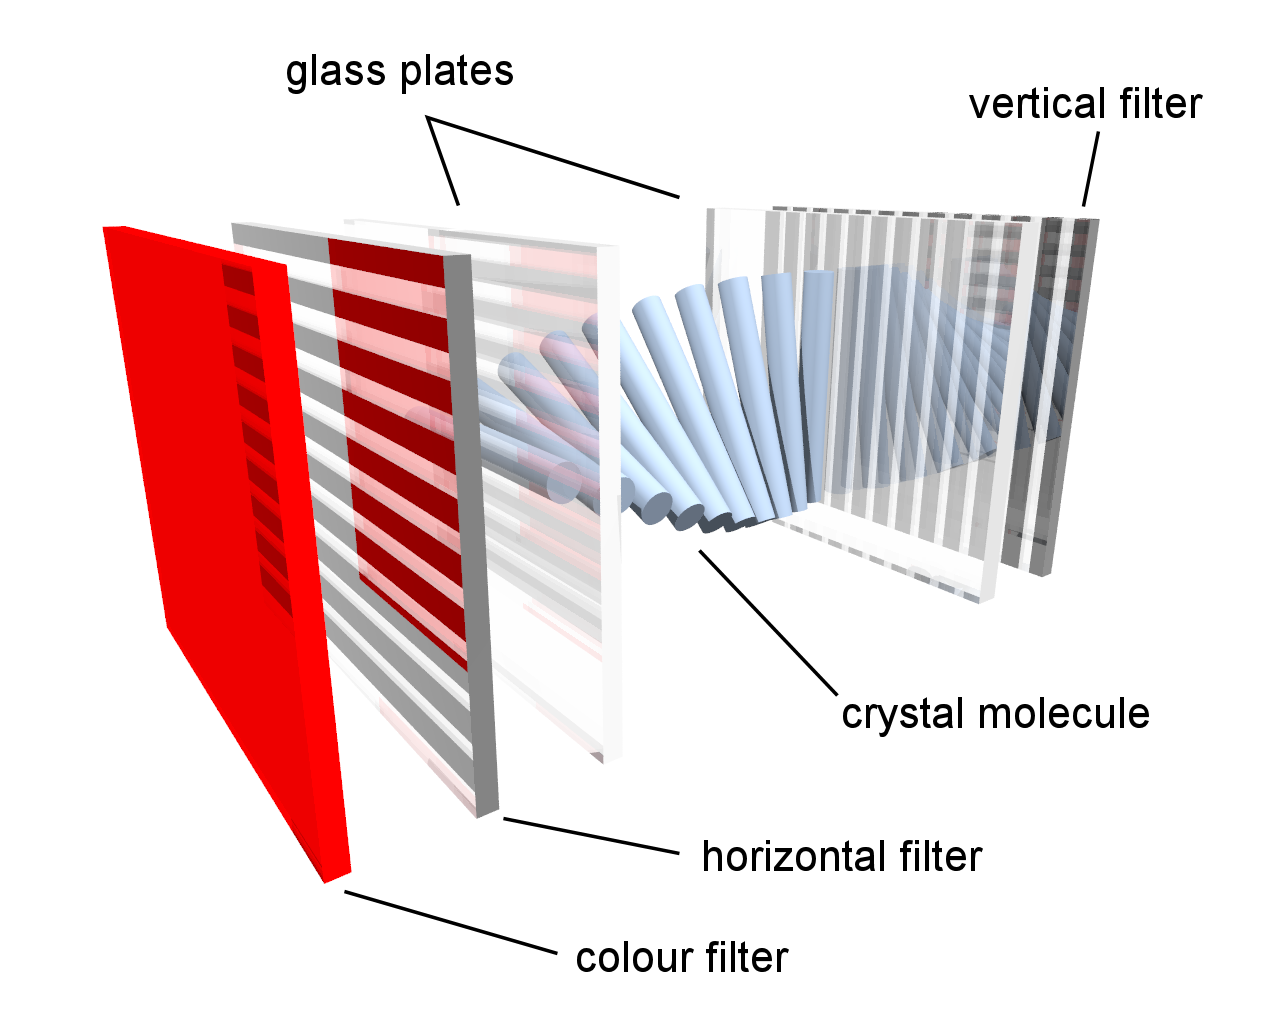 glass plates
vertical filter
crystal molecule
horizontal filter
colour filter